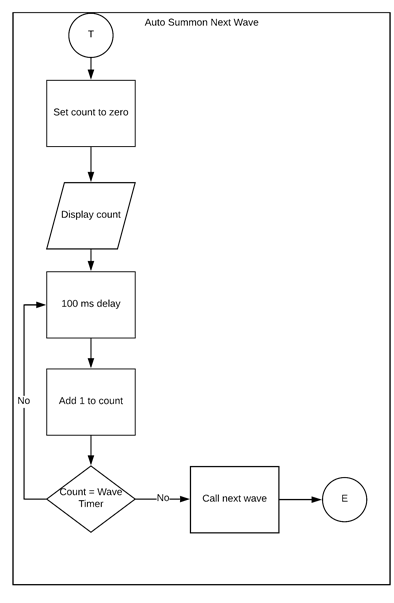 Auto Summon Next Wave
T
Set count to zero
Display count
100 ms delay
Add 1 to count
No
Count = Wave
Timer
No
Call next wave
E